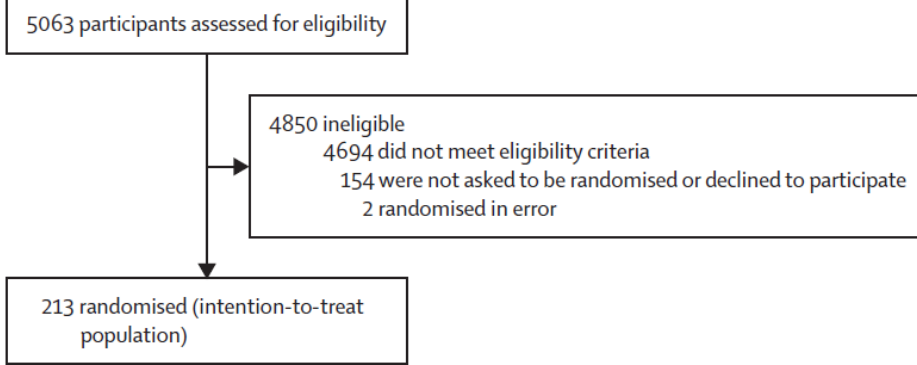 5063 participants assessed for eligibility
4850 ineligible
4694 did not meet eligibility criteria
154 were not asked to be randomised or declined to participate
2 randomised in error
213 randomised (intention-to-treat
population)